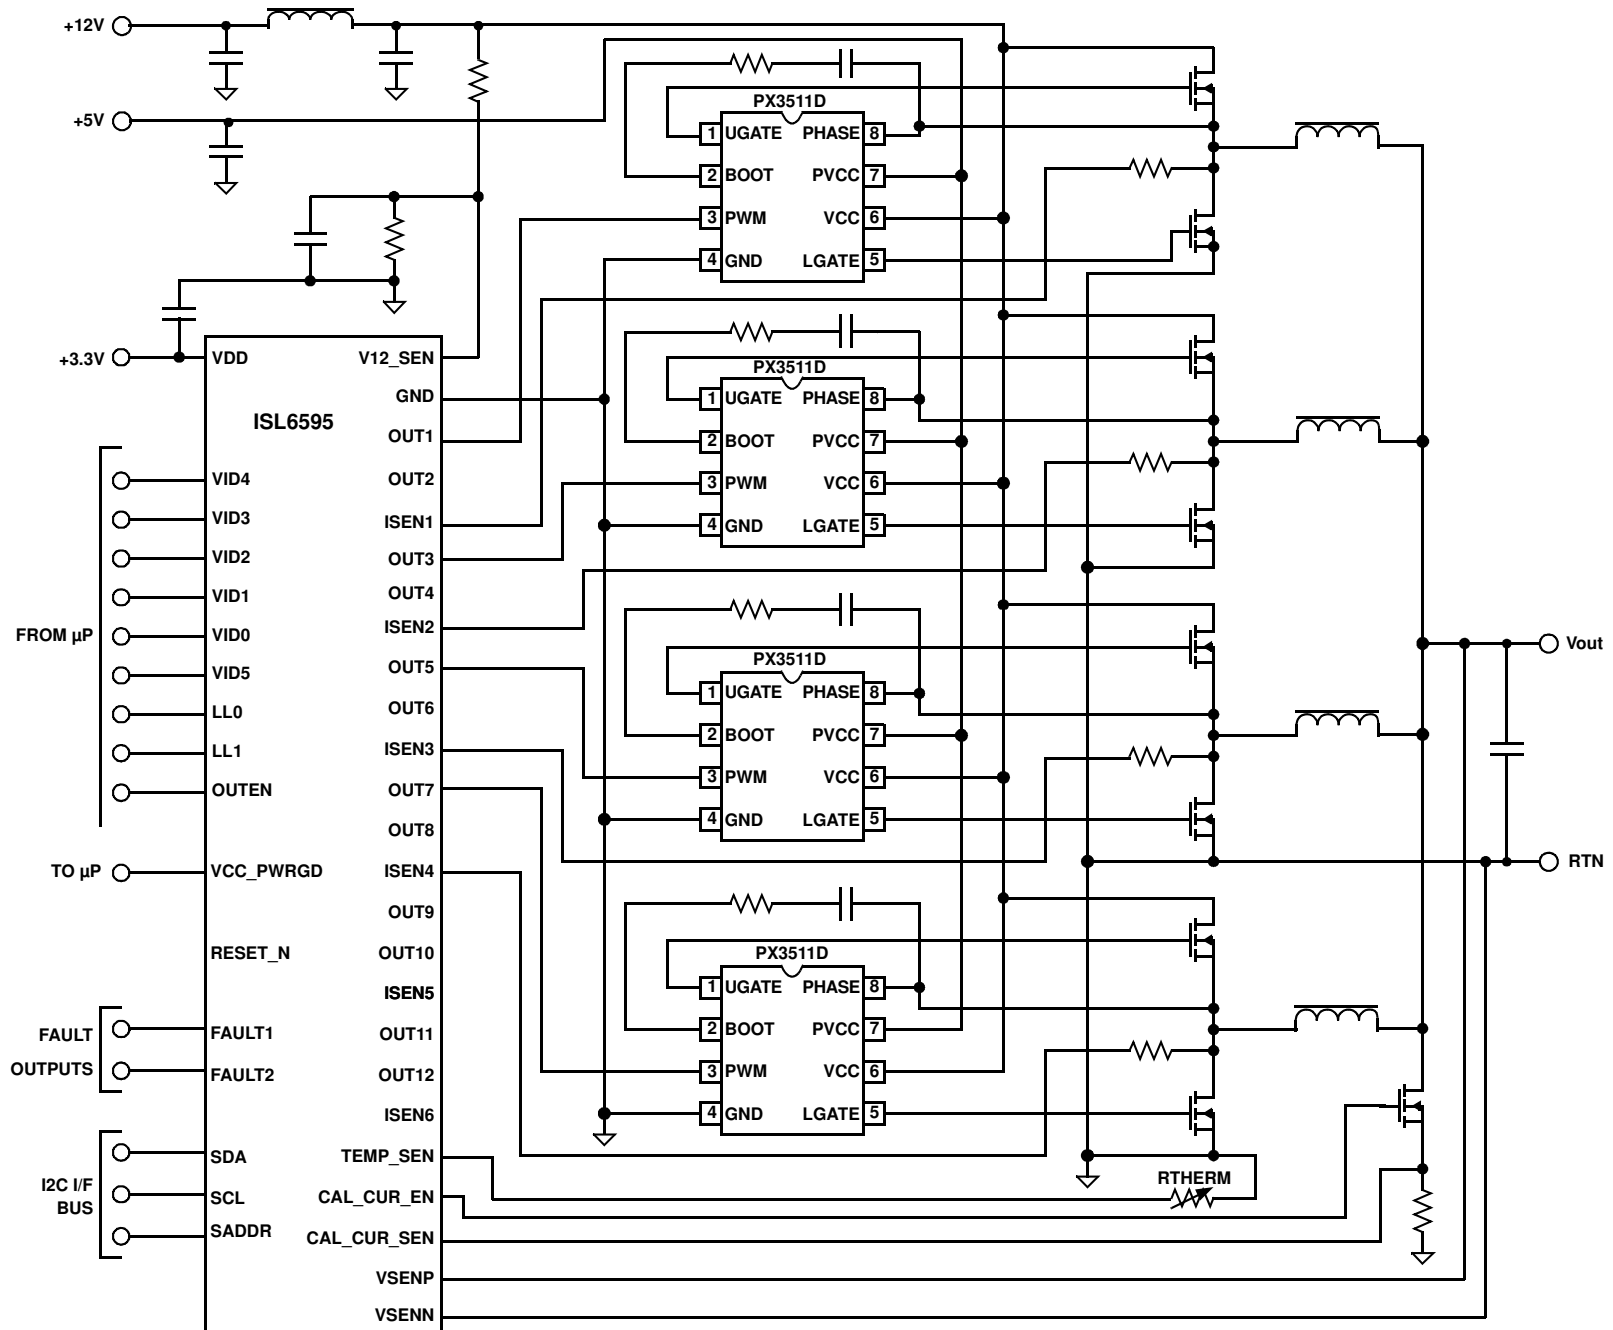 +12V
+5V
+3.3V
ISL6595
VDD
VID4
VID3
VID2
VID1
VID0
VID5
LL0
LL1
OUTEN
FROM µP
TO µP
VCC_PWRGD
RESET_N
FAULT
OUTPUTS
FAULT1
FAULT2
I2C I/F
BUS
SDA
SCL
SADDR
V12_SEN
GND
OUT1
OUT2
ISEN1
OUT3
OUT4
ISEN2
OUT5
OUT6
ISEN3
OUT7
OUT8
ISEN4
OUT9
OUT10
ISEN5
OUT11
OUT12
ISEN6
TEMP_SEN
CAL_CUR_EN
CAL_CUR_SEN
VSENP
VSENN
PX3511D
1 UGATE PHASE 8
2 BOOT PVCC 7
3 PWM VCC 6
4 GND LGATE 5
PX3511D
1 UGATE PHASE 8
2 BOOT PVCC 7
3 PWM VCC 6
4 GND LGATE 5
PX3511D
1 UGATE PHASE 8
2 BOOT PVCC 7
3 PWM VCC 6
4 GND LGATE 5
PX3511D
1 UGATE PHASE 8
2 BOOT PVCC 7
3 PWM VCC 6
4 GND LGATE 5
RTHERM
Vout
RTN